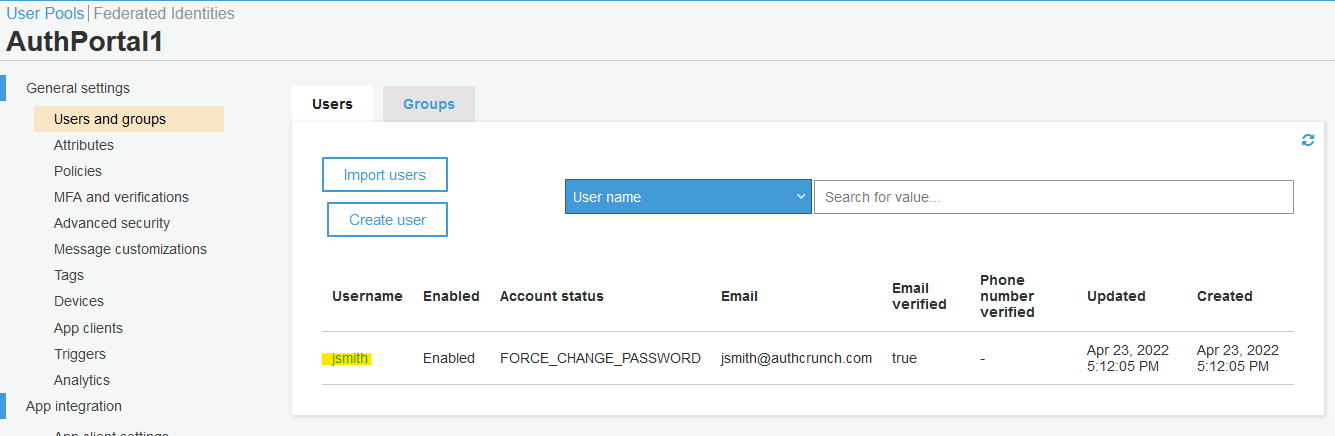 User Pools | Federated Identities
AuthPortal1
General settings
Users and groups
Attributes
Policies
MFA and verifications
Advanced security
Message customizations
Tags
Devices
App clients
Triggers
Analytics
App integration
App client settings
Users Groups
Import users
Create user
User name Search for value...
Username Enabled Account status Email Email verified Phone number verified Updated Created
jsmith Enabled FORCE_CHANGE_PASSWORD jsmith@authcrunch.com true - Apr 23, 2022 5:12:05 PM Apr 23, 2022 5:12:05 PM